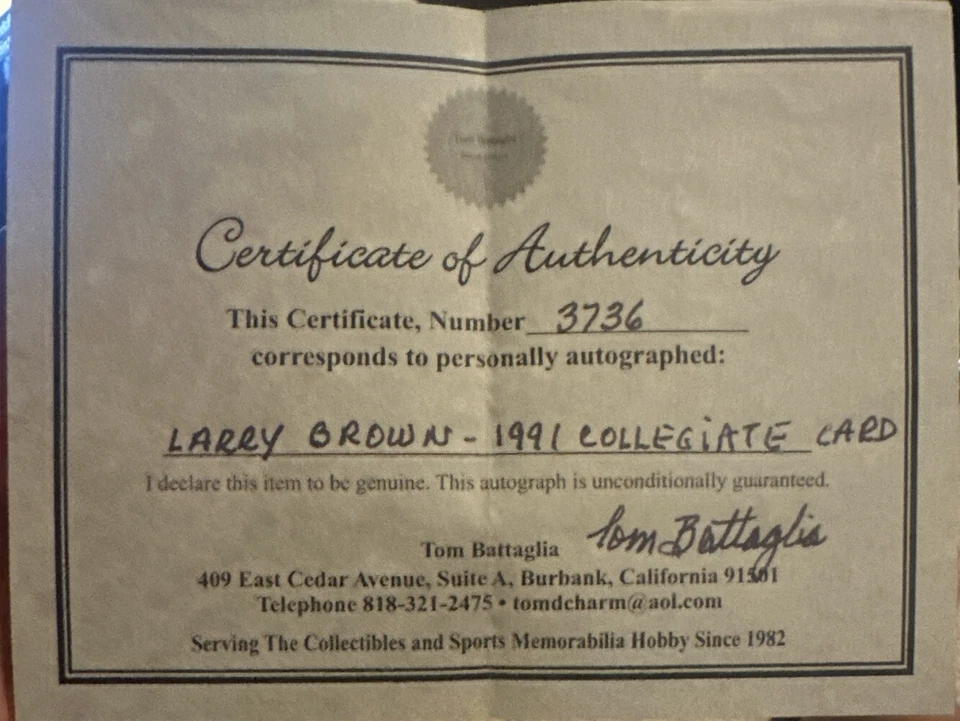 Certificate of Authenticity
This Certificate, Number 3736
corresponds to personally autographed:
LARRY BROWN - 1991 COLLEGIATE CARD
I declare this item to be genuine. This autograph is unconditionally guaranteed.
Tom Battaglia Tom Battaglia
409 East Cedar Avenue, Suite A, Burbank, California 91501
Telephone 818-321-2475 • tomdcharm@aol.com
Serving The Collectibles and Sports Memorabilia Hobby Since 1982